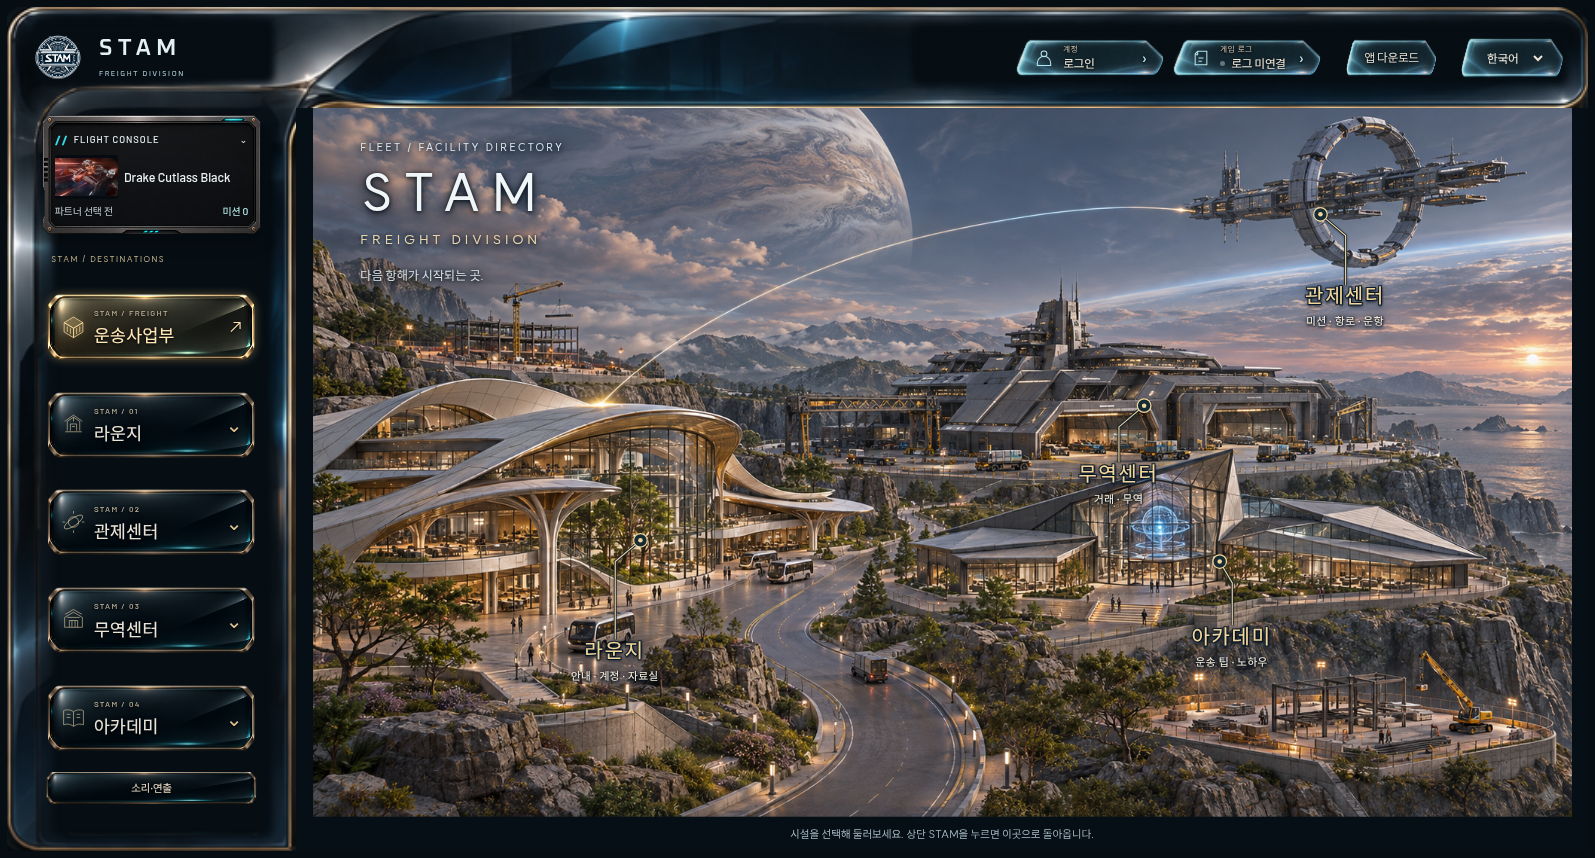 STAM
STAM
FREIGHT DIVISION
계정
로그인
게임 로그
로그 미연결
앱 다운로드
한국어
// FLIGHT CONSOLE
Drake Cutlass Black
파트너 선택 전
미션 0
STAM / DESTINATIONS
STAM / FREIGHT
운송사업부
STAM / 01
라운지
STAM / 02
관제센터
STAM / 03
무역센터
STAM / 04
아카데미
소리·연출
FLEET / FACILITY DIRECTORY
STAM
FREIGHT DIVISION
다음 항해가 시작되는 곳.
관제센터
미션 · 항로 · 운항
무역센터
거래 · 무역
라운지
안내 · 계정 · 자료실
아카데미
운송 팁 · 노하우
시설을 선택해 둘러보세요. 상단 STAM을 누르면 이곳으로 돌아옵니다.